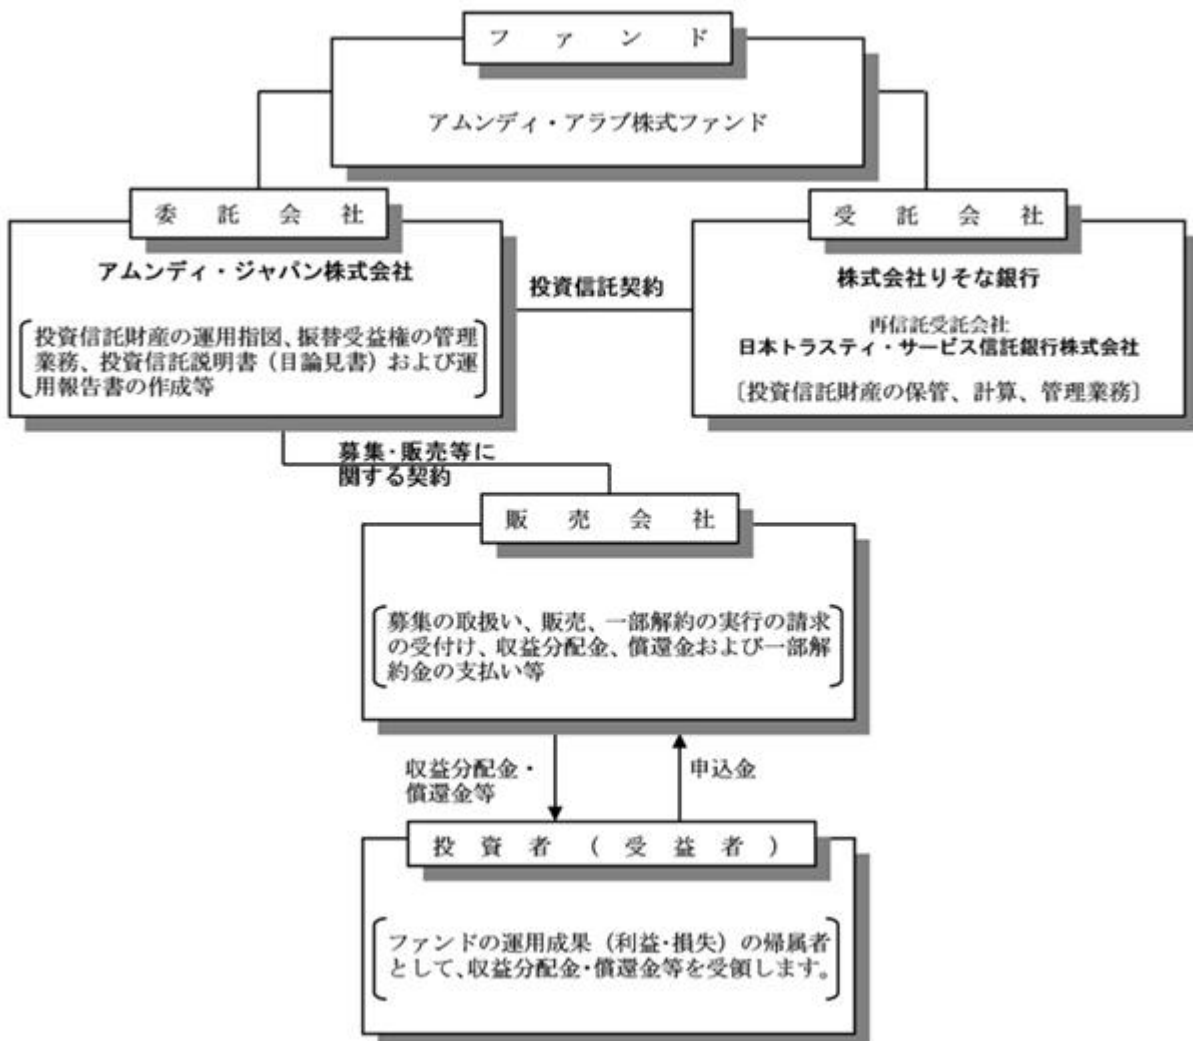 ファンド
アムンディ・アラブ株式ファンド
委託会社
アムンディ・ジャパン株式会社
投資信託財産の運用指図、振替受益権の管理
業務、投資信託説明書（目論見書）および運
用報告書の作成等
投資信託契約
受託会社
株式会社りそな銀行
再信託受託会社
日本トラスティ・サービス信託銀行株式会社
〔投資信託財産の保管、計算、管理業務〕
募集・販売等に
関する契約
販売会社
募集の取扱い、販売、一部解約の実行の請求
の受付け、収益分配金、償還金および一部解
約金の支払い等
収益分配金・
償還金等
申込金
投資者（受益者）
ファンドの運用成果（利益・損失）の帰属者
として、収益分配金・償還金等を受領します。